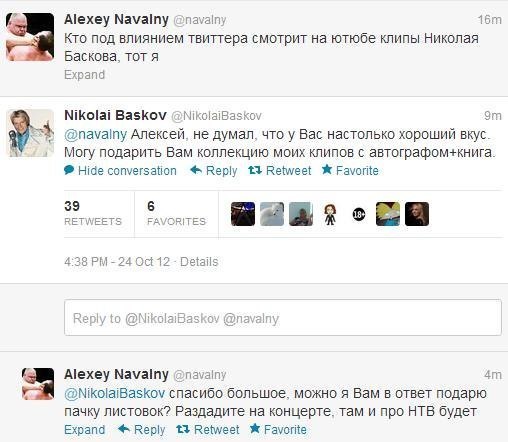 Alexey Navalny @navalny 16m
Кто под влиянием твиттера смотрит на ютюбе клипы Николая
Баскова, тот я
Expand
Nikolai Baskov @NikolaiBaskov 9m
@navalny Алексей, не думал, что у Вас настолько хороший вкус.
Могу подарить Вам коллекцию моих клипов с автографом+книга.
Hide conversation Reply Retweet Favorite
39 6
RETWEETS FAVORITES
18+
4:38 PM - 24 Oct 12 · Details
Reply to @NikolaiBaskov @navalny
Alexey Navalny @navalny 4m
@NikolaiBaskov спасибо большое, можно я Вам в ответ подарю
пачку листовок? Раздадите на концерте, там и про НТВ будет
Expand Reply Retweet Favorite